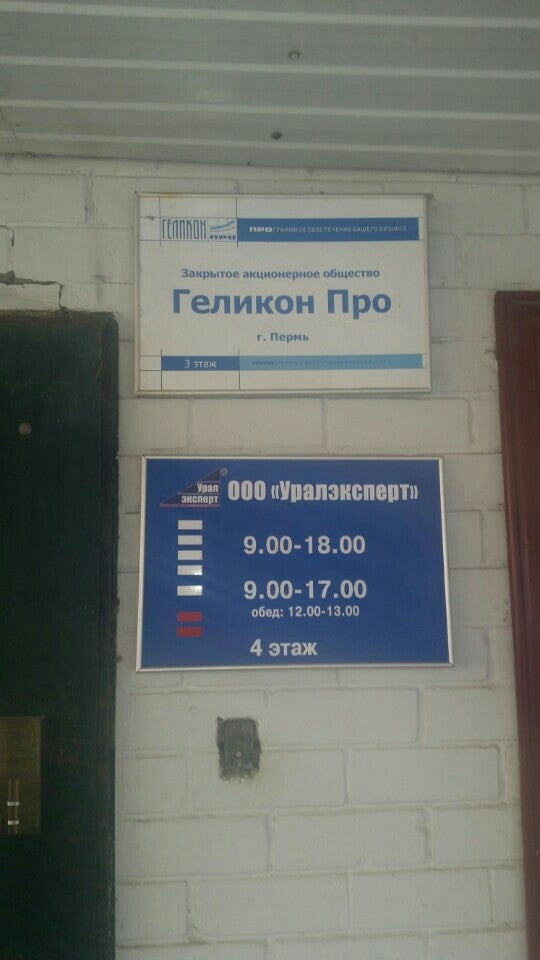 ГЕЛИКОН ПРО
ПРОГРАММНОЕ ОБЕСПЕЧЕНИЕ ВАШЕГО БИЗНЕСА
Закрытое акционерное общество
Геликон Про
г. Пермь
3 этаж
Урал эксперт ®
ООО «Уралэксперт»
9.00-18.00
9.00-17.00
обед: 12.00-13.00
4 этаж